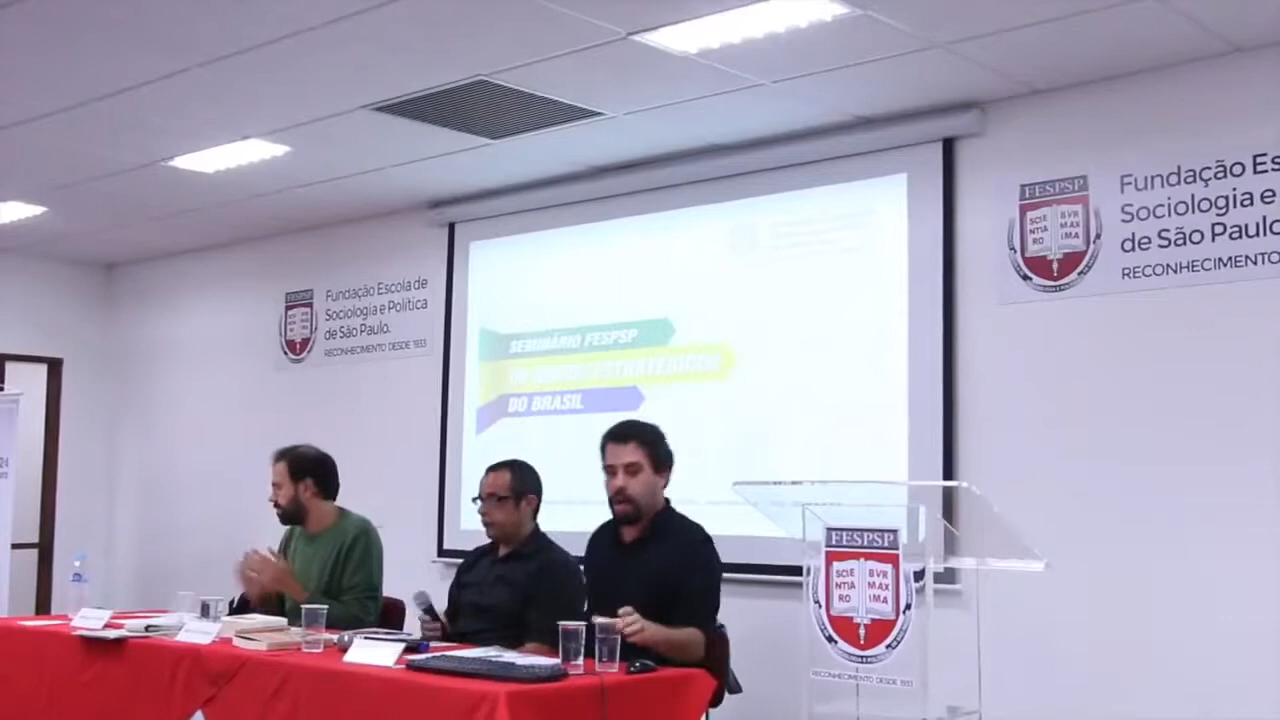 FESPSP
SCIE
NTIA
RO
BVR
MAX
IMA
Fundação Escola de
Sociologia e Política
de São Paulo.
RECONHECIMENTO DESDE 1933
SEMINÁRIO FESPSP
DO BRASIL
FESPSP
SCIE
NTIA
RO
BVR
MAX
IMA
Fundação Es
Sociologia e
de São Paulo
RECONHECIMENTO
24
FESPSP
SCIE
NTIA
RO
BVR
MAX
IMA
RECONHECIMENTO DESDE 1933